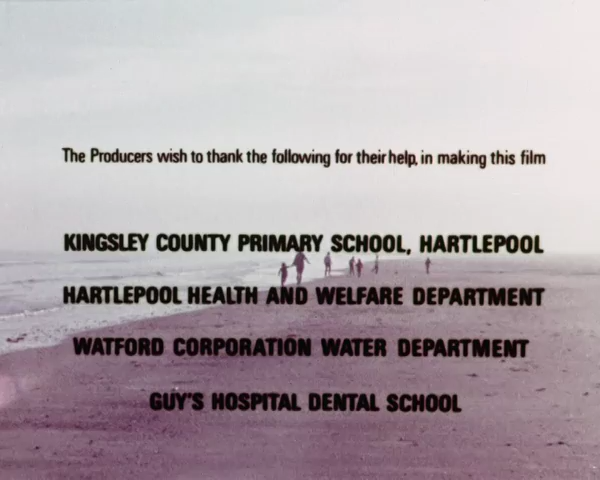 The Producers wish to thank the following for their help, in making this film
KINGSLEY COUNTY PRIMARY SCHOOL, HARTLEPOOL
HARTLEPOOL HEALTH AND WELFARE DEPARTMENT
WATFORD CORPORATION WATER DEPARTMENT
GUY'S HOSPITAL DENTAL SCHOOL